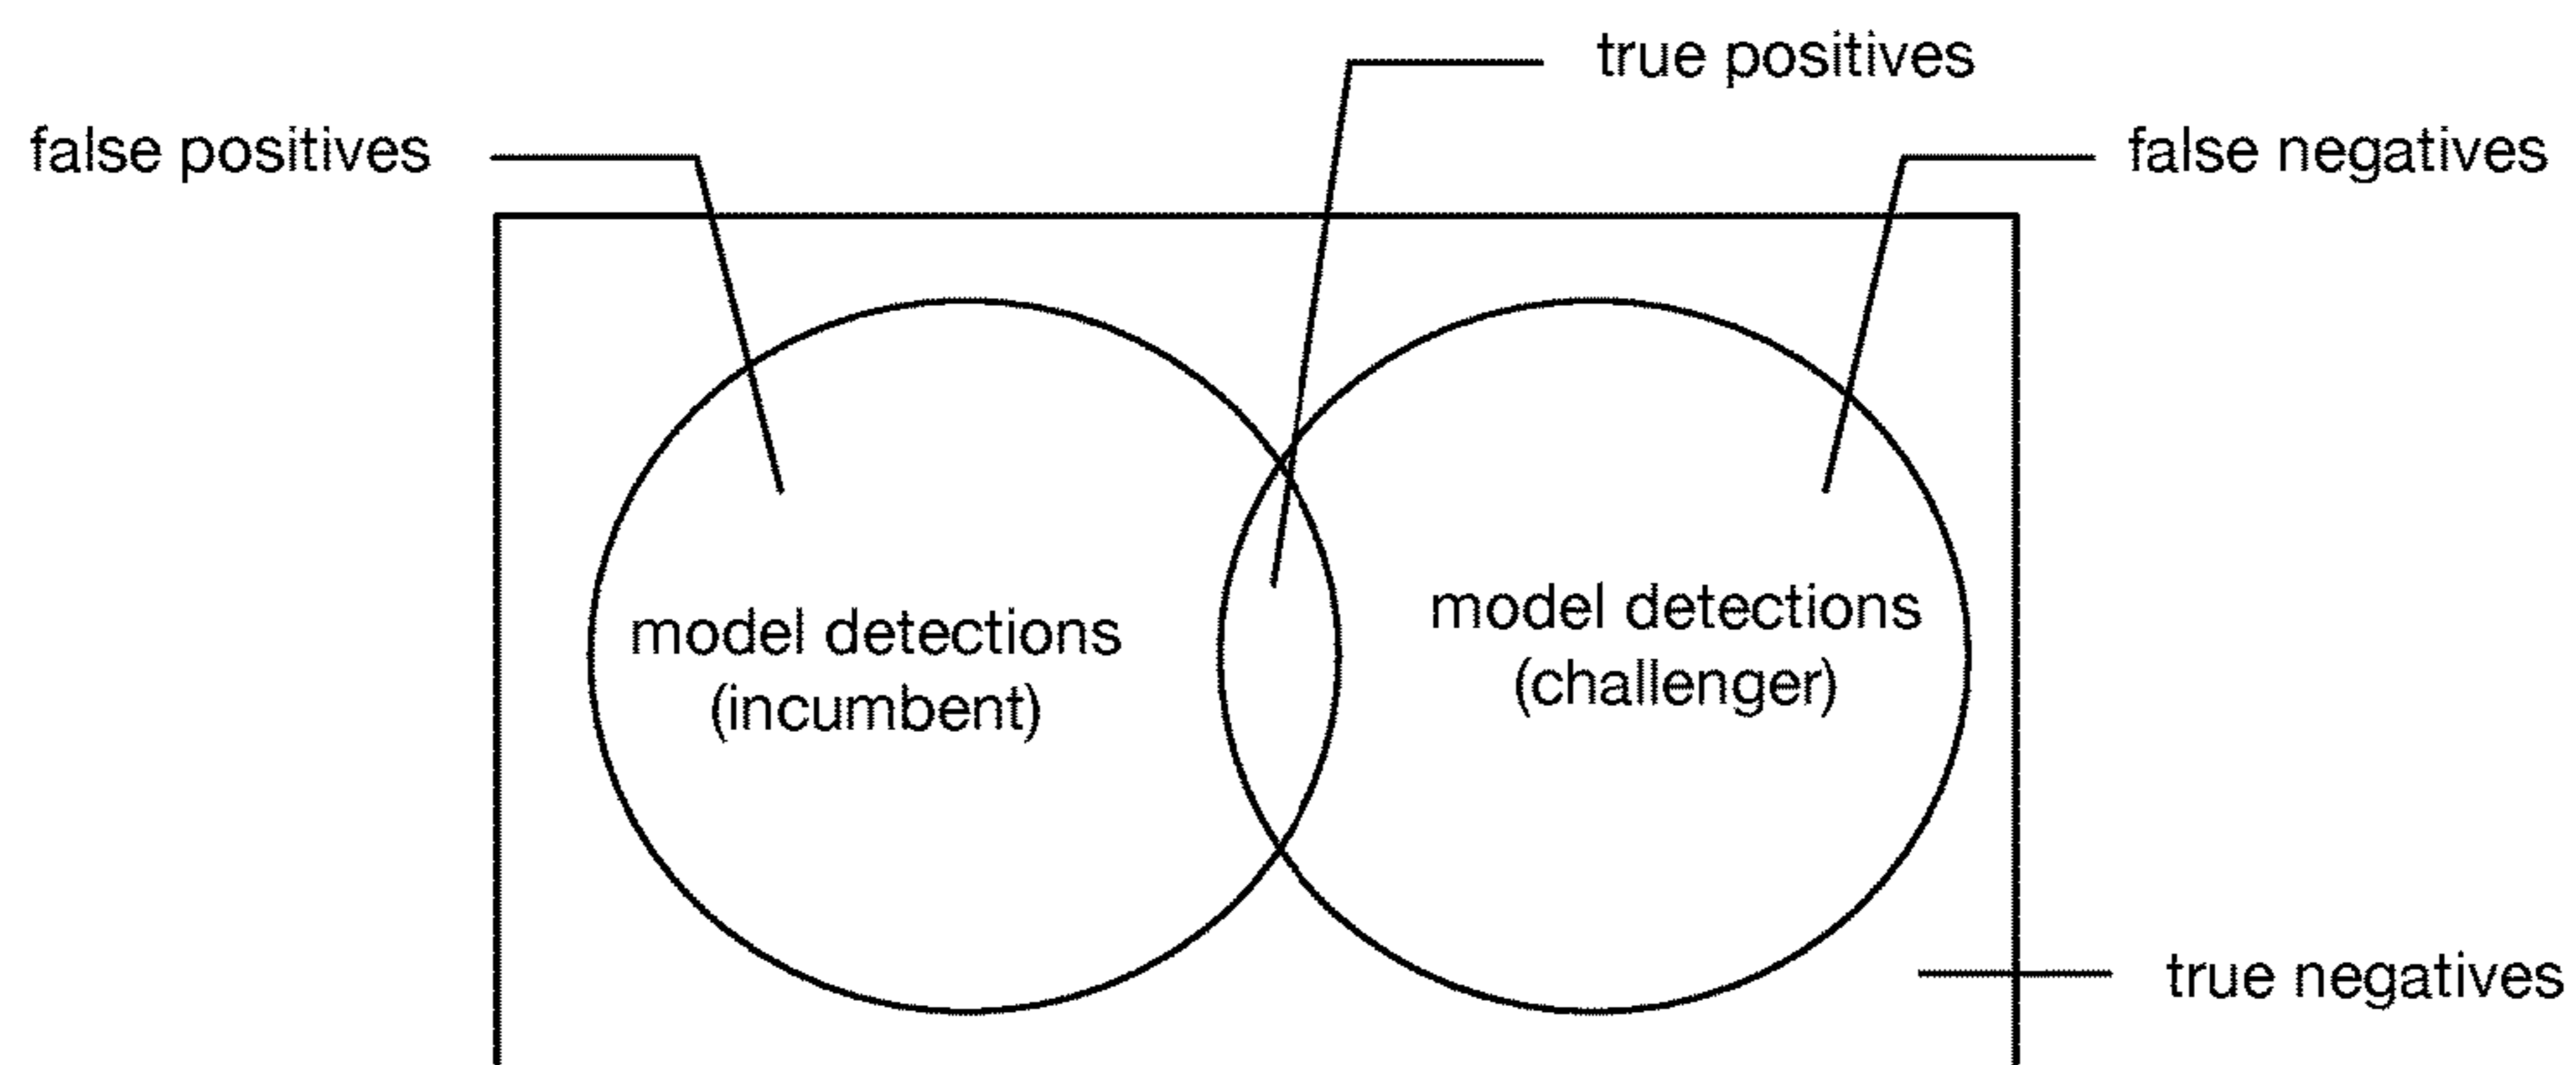 true positives
false positives
false negatives
model detections
(incumbent)
model detections
(challenger)
true negatives